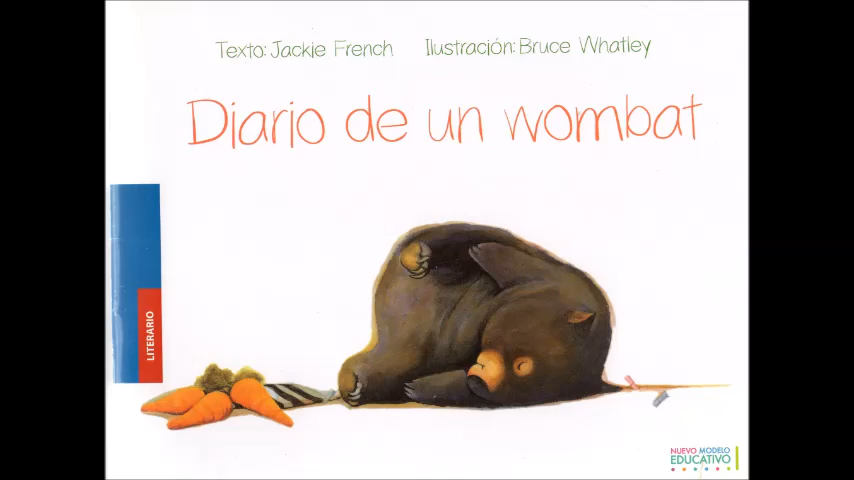 Texto: Jackie French Ilustración: Bruce Whatley
Diario de un wombat
LITERARIO
NUEVO MODELO
EDUCATIVO